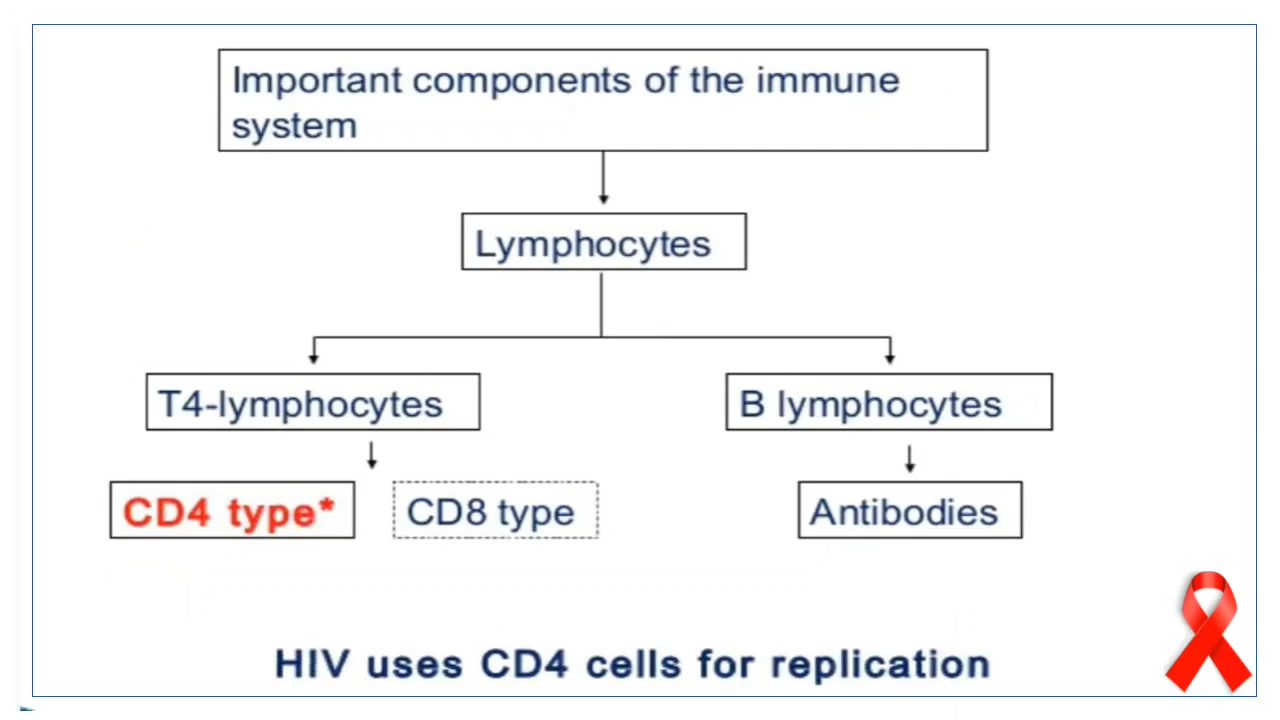 Important components of the immune
system
Lymphocytes
T4-lymphocytes
B lymphocytes
CD4 type*
CD8 type
Antibodies
HIV uses CD4 cells for replication